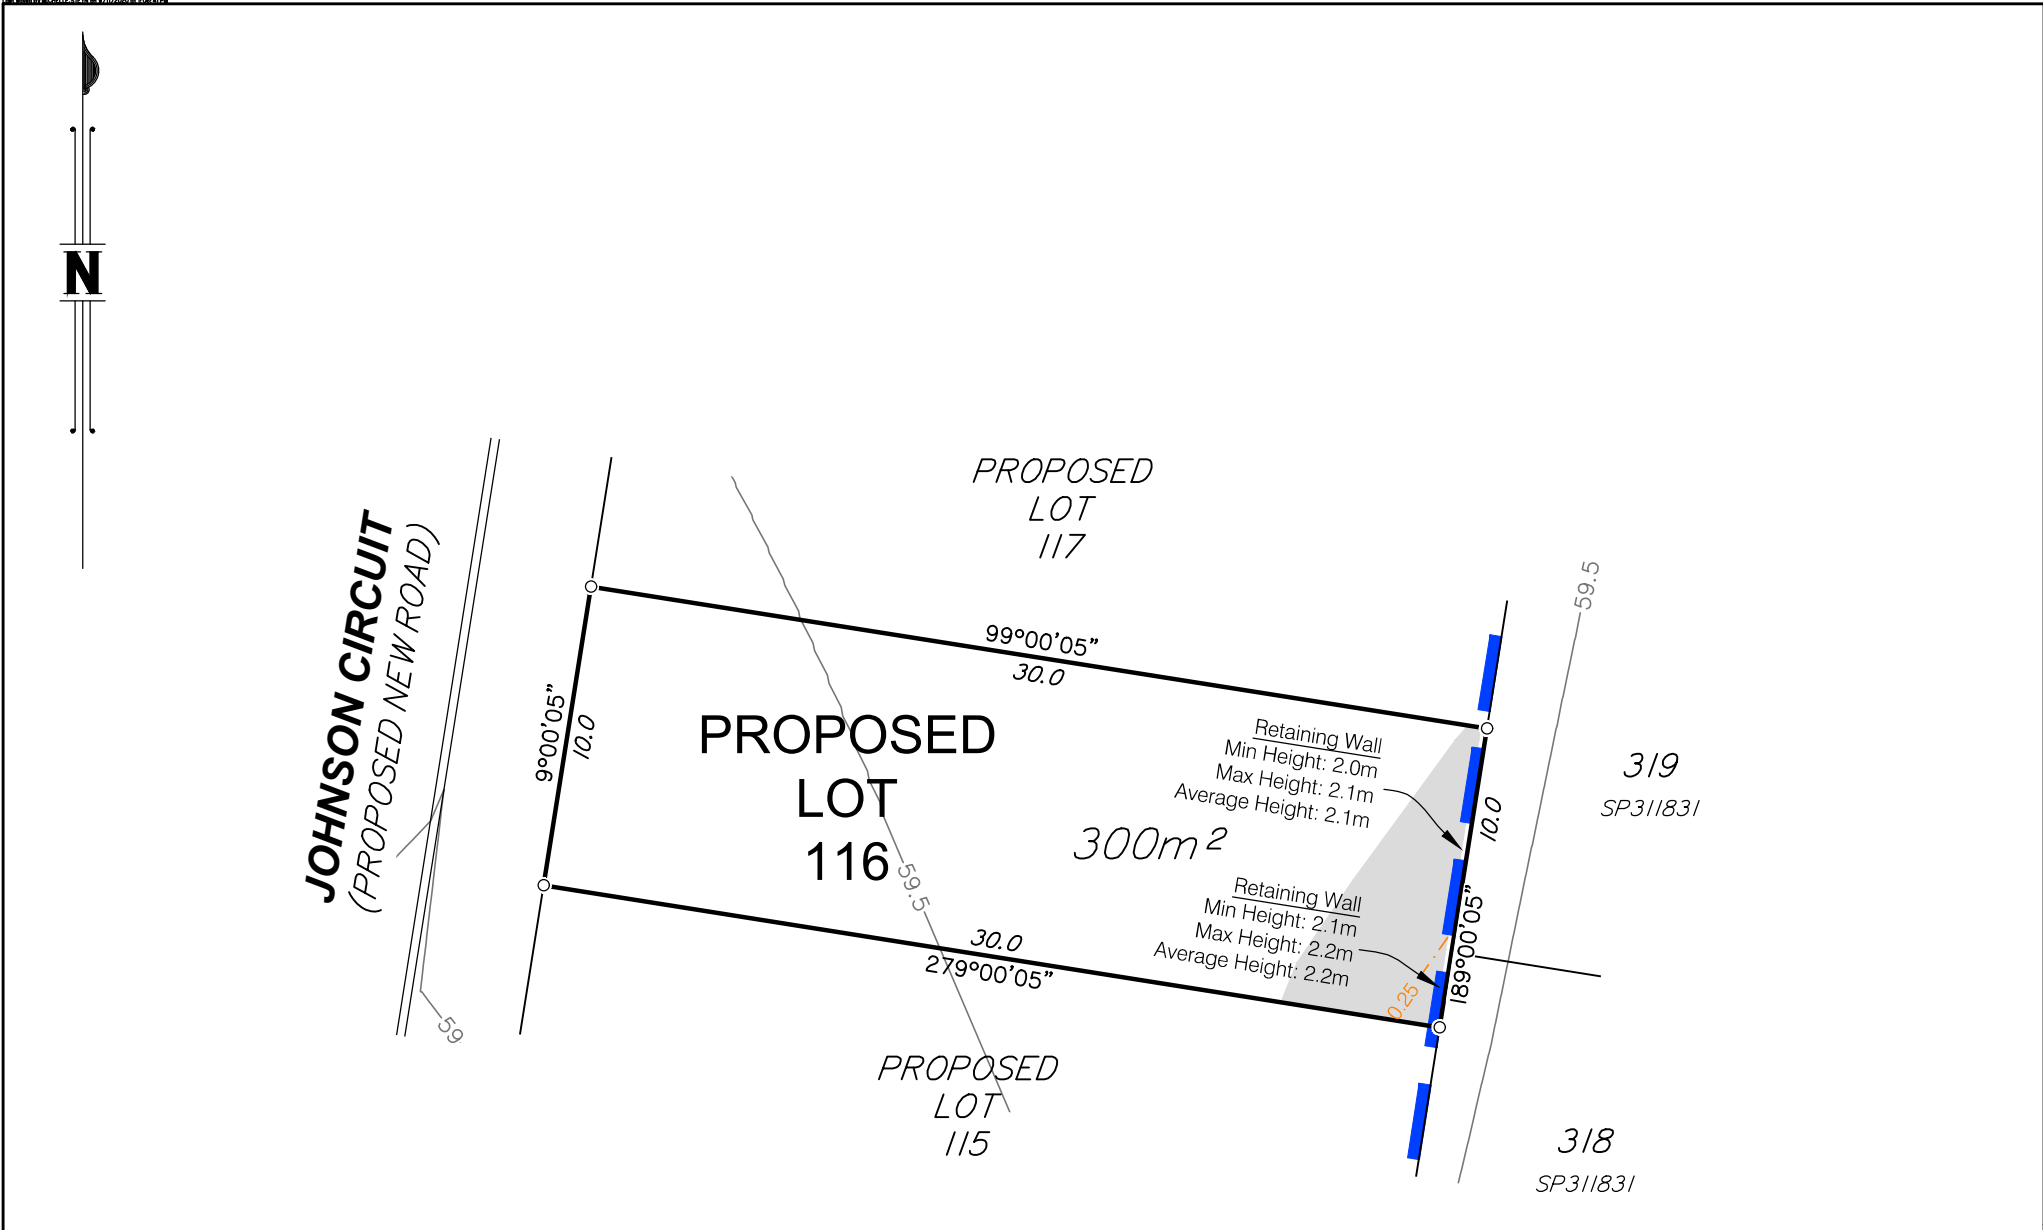 N
JOHNSON CIRCUIT
(PROPOSED NEW ROAD)
PROPOSED
LOT
117
59.5
99°00'05"
30.0
9°00'05"
10.0
PROPOSED
LOT
116
300m²
Retaining Wall
Min Height: 2.0m
Max Height: 2.1m
Average Height: 2.1m
10.0
319
SP311831
59.5
Retaining Wall
Min Height: 2.1m
Max Height: 2.2m
Average Height: 2.2m
189°00'05"
0.25
30.0
279°00'05"
59
PROPOSED
LOT
115
318
SP311831